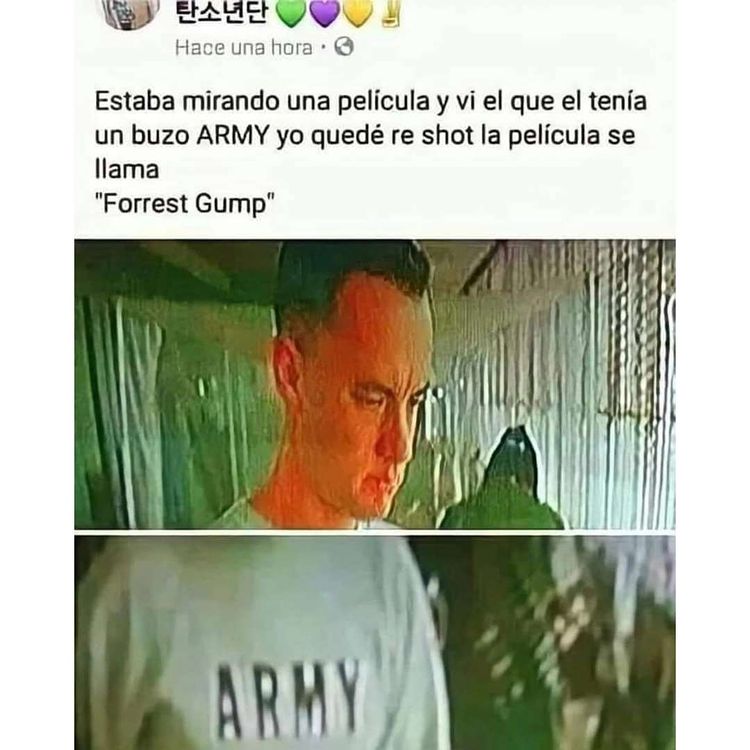 탄소년단 💚💜💛✌
Hace una hora ·
Estaba mirando una película y vi el que el tenía
un buzo ARMY yo quedé re shot la película se
llama
"Forrest Gump"
ARMY